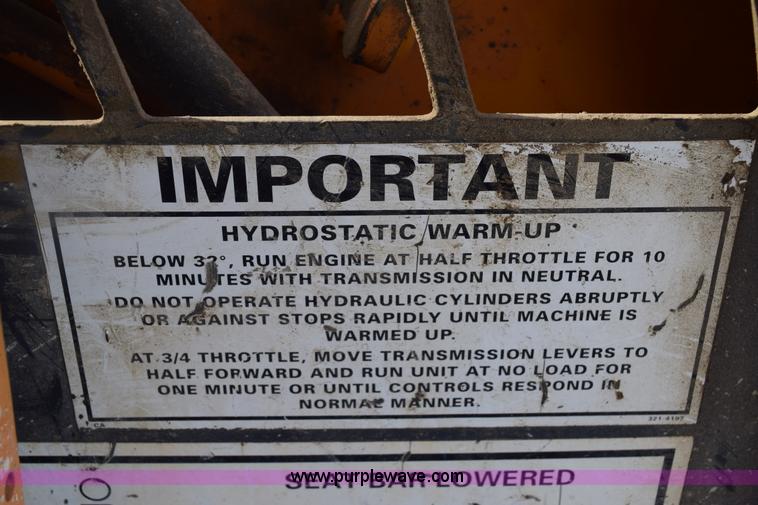 IMPORTANT
HYDROSTATIC WARM-UP
BELOW 32°, RUN ENGINE AT HALF THROTTLE FOR 10
MINUTES WITH TRANSMISSION IN NEUTRAL.
DO NOT OPERATE HYDRAULIC CYLINDERS ABRUPTLY
OR AGAINST STOPS RAPIDLY UNTIL MACHINE IS
WARMED UP.
AT 3/4 THROTTLE, MOVE TRANSMISSION LEVERS TO
HALF FORWARD AND RUN UNIT AT NO LOAD FOR
ONE MINUTE OR UNTIL CONTROLS RESPOND IN
NORMAL MANNER.
CA 321-4197
SEAT BAR LOWERED
www.purplewave.com